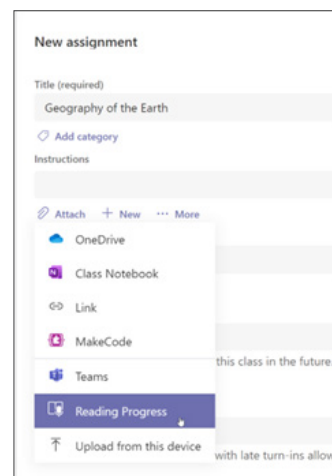 New assignment
Title (required)
Geography of the Earth
Add category
Instructions
Attach New More
OneDrive
Class Notebook
Link
MakeCode
this class in the future.
Teams
Reading Progress
Upload from this device
with late turn-ins allow